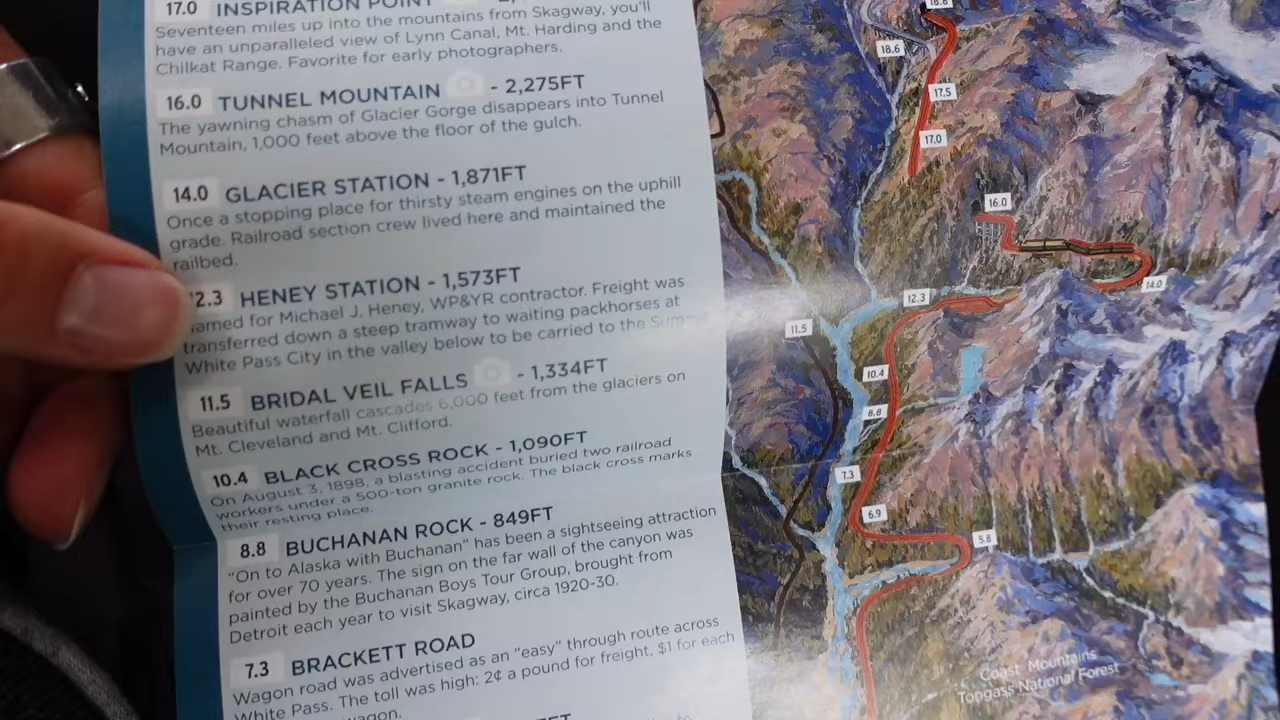 17.0 INSPIRATION POINT
Seventeen miles up into the mountains from Skagway, you'll
have an unparalleled view of Lynn Canal, Mt. Harding and the
Chilkat Range. Favorite for early photographers.
16.0 TUNNEL MOUNTAIN - 2,275FT
The yawning chasm of Glacier Gorge disappears into Tunnel
Mountain, 1,000 feet above the floor of the gulch.
14.0 GLACIER STATION - 1,871FT
Once a stopping place for thirsty steam engines on the uphill
grade. Railroad section crew lived here and maintained the
railbed.
2.3 HENEY STATION - 1,573FT
named for Michael J. Heney, WP&YR contractor. Freight was
transferred down a steep tramway to waiting packhorses at
White Pass City in the valley below to be carried to the Summit
11.5 BRIDAL VEIL FALLS - 1,334FT
Beautiful waterfall cascades 6,000 feet from the glaciers on
Mt. Cleveland and Mt. Clifford.
10.4 BLACK CROSS ROCK - 1,090FT
On August 3, 1898, a blasting accident buried two railroad
workers under a 500-ton granite rock. The black cross marks
their resting place.
8.8 BUCHANAN ROCK - 849FT
"On to Alaska with Buchanan" has been a sightseeing attraction
for over 70 years. The sign on the far wall of the canyon was
painted by the Buchanan Boys Tour Group, brought from
Detroit each year to visit Skagway, circa 1920-30.
7.3 BRACKETT ROAD
Wagon road was advertised as an "easy" through route across
White Pass. The toll was high: 2¢ a pound for freight, $1 for each
wagon.
18.6
17.5
17.0
16.0
14.0
12.3
11.5
10.4
8.8
7.3
6.9
5.8
Coast Mountains
Tongass National Forest